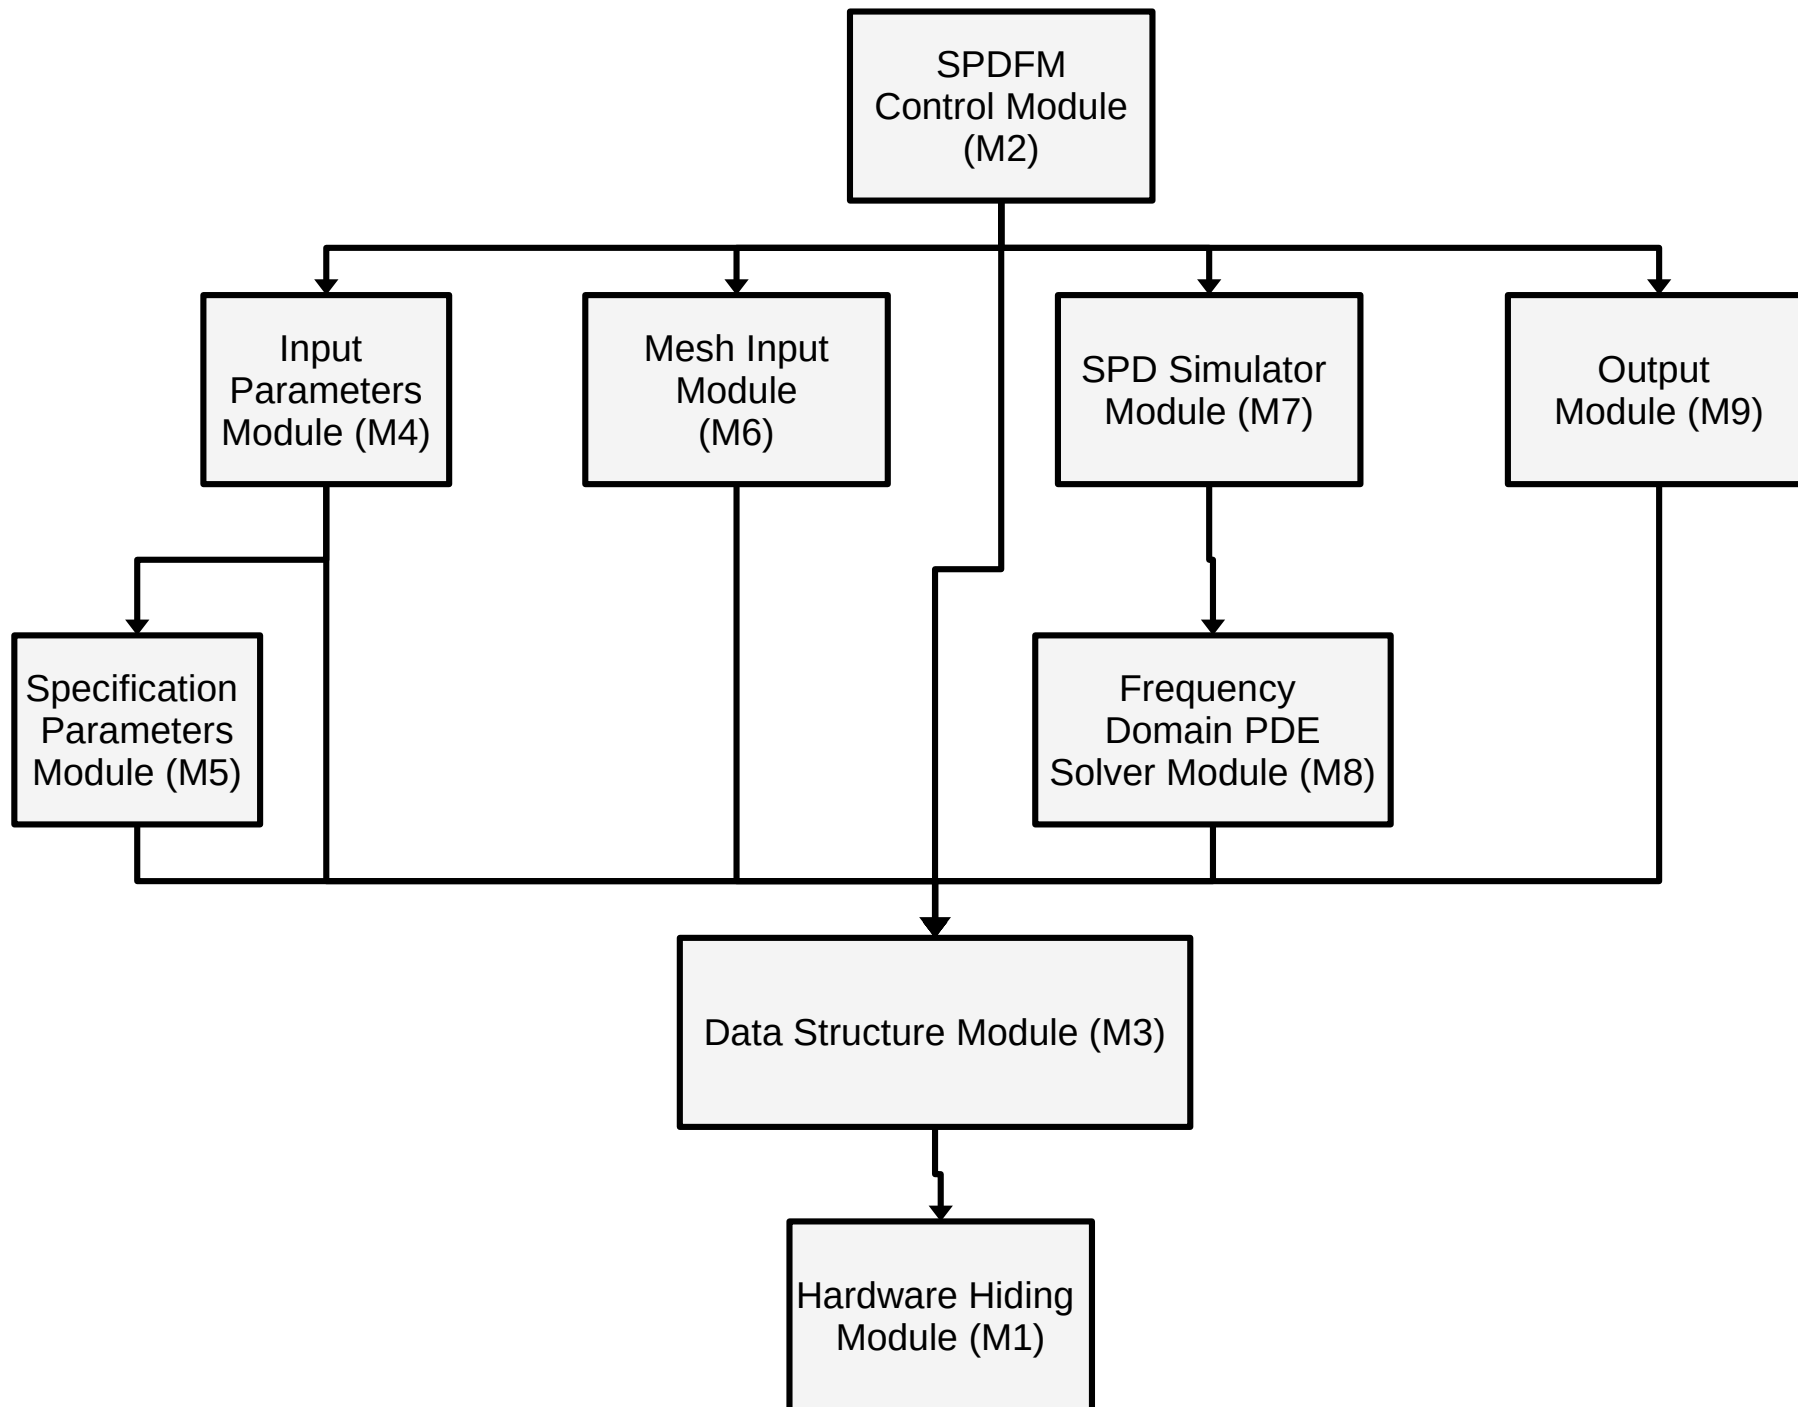 SPDFM
Control Module
(M2)
Input
Parameters
Module (M4)
Mesh Input
Module
(M6)
SPD Simulator
Module (M7)
Output
Module (M9)
Specification
Parameters
Module (M5)
Frequency
Domain PDE
Solver Module (M8)
Data Structure Module (M3)
Hardware Hiding
Module (M1)